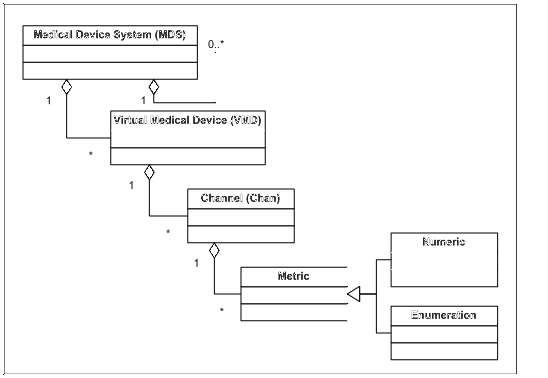 Medical Device System (MDS)
0..*
1
1
Virtual Medical Device (VMD)
*
1
Channel (Chan)
*
1
Numeric
Metric
*
Enumeration